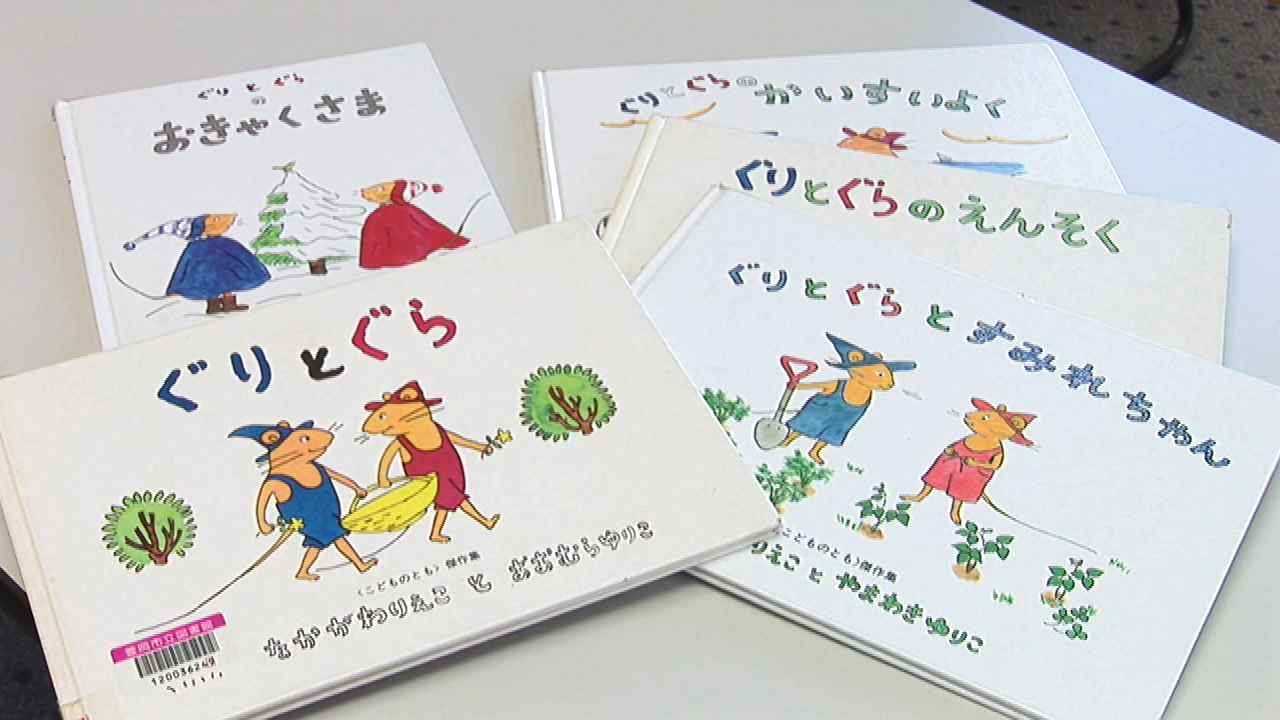 ぐりとぐら
の
おきゃくさま
ぐりとぐらのかいすいよく
ぐりとぐらのえんそく
ぐりとぐらとすみれちゃん
〈こどものとも〉傑作集
りえことやまわきゆりこ
ぐりとぐら
〈こどものとも〉傑作集
なかがわりえことおおむらゆりこ
豊岡市立図書館
120036249